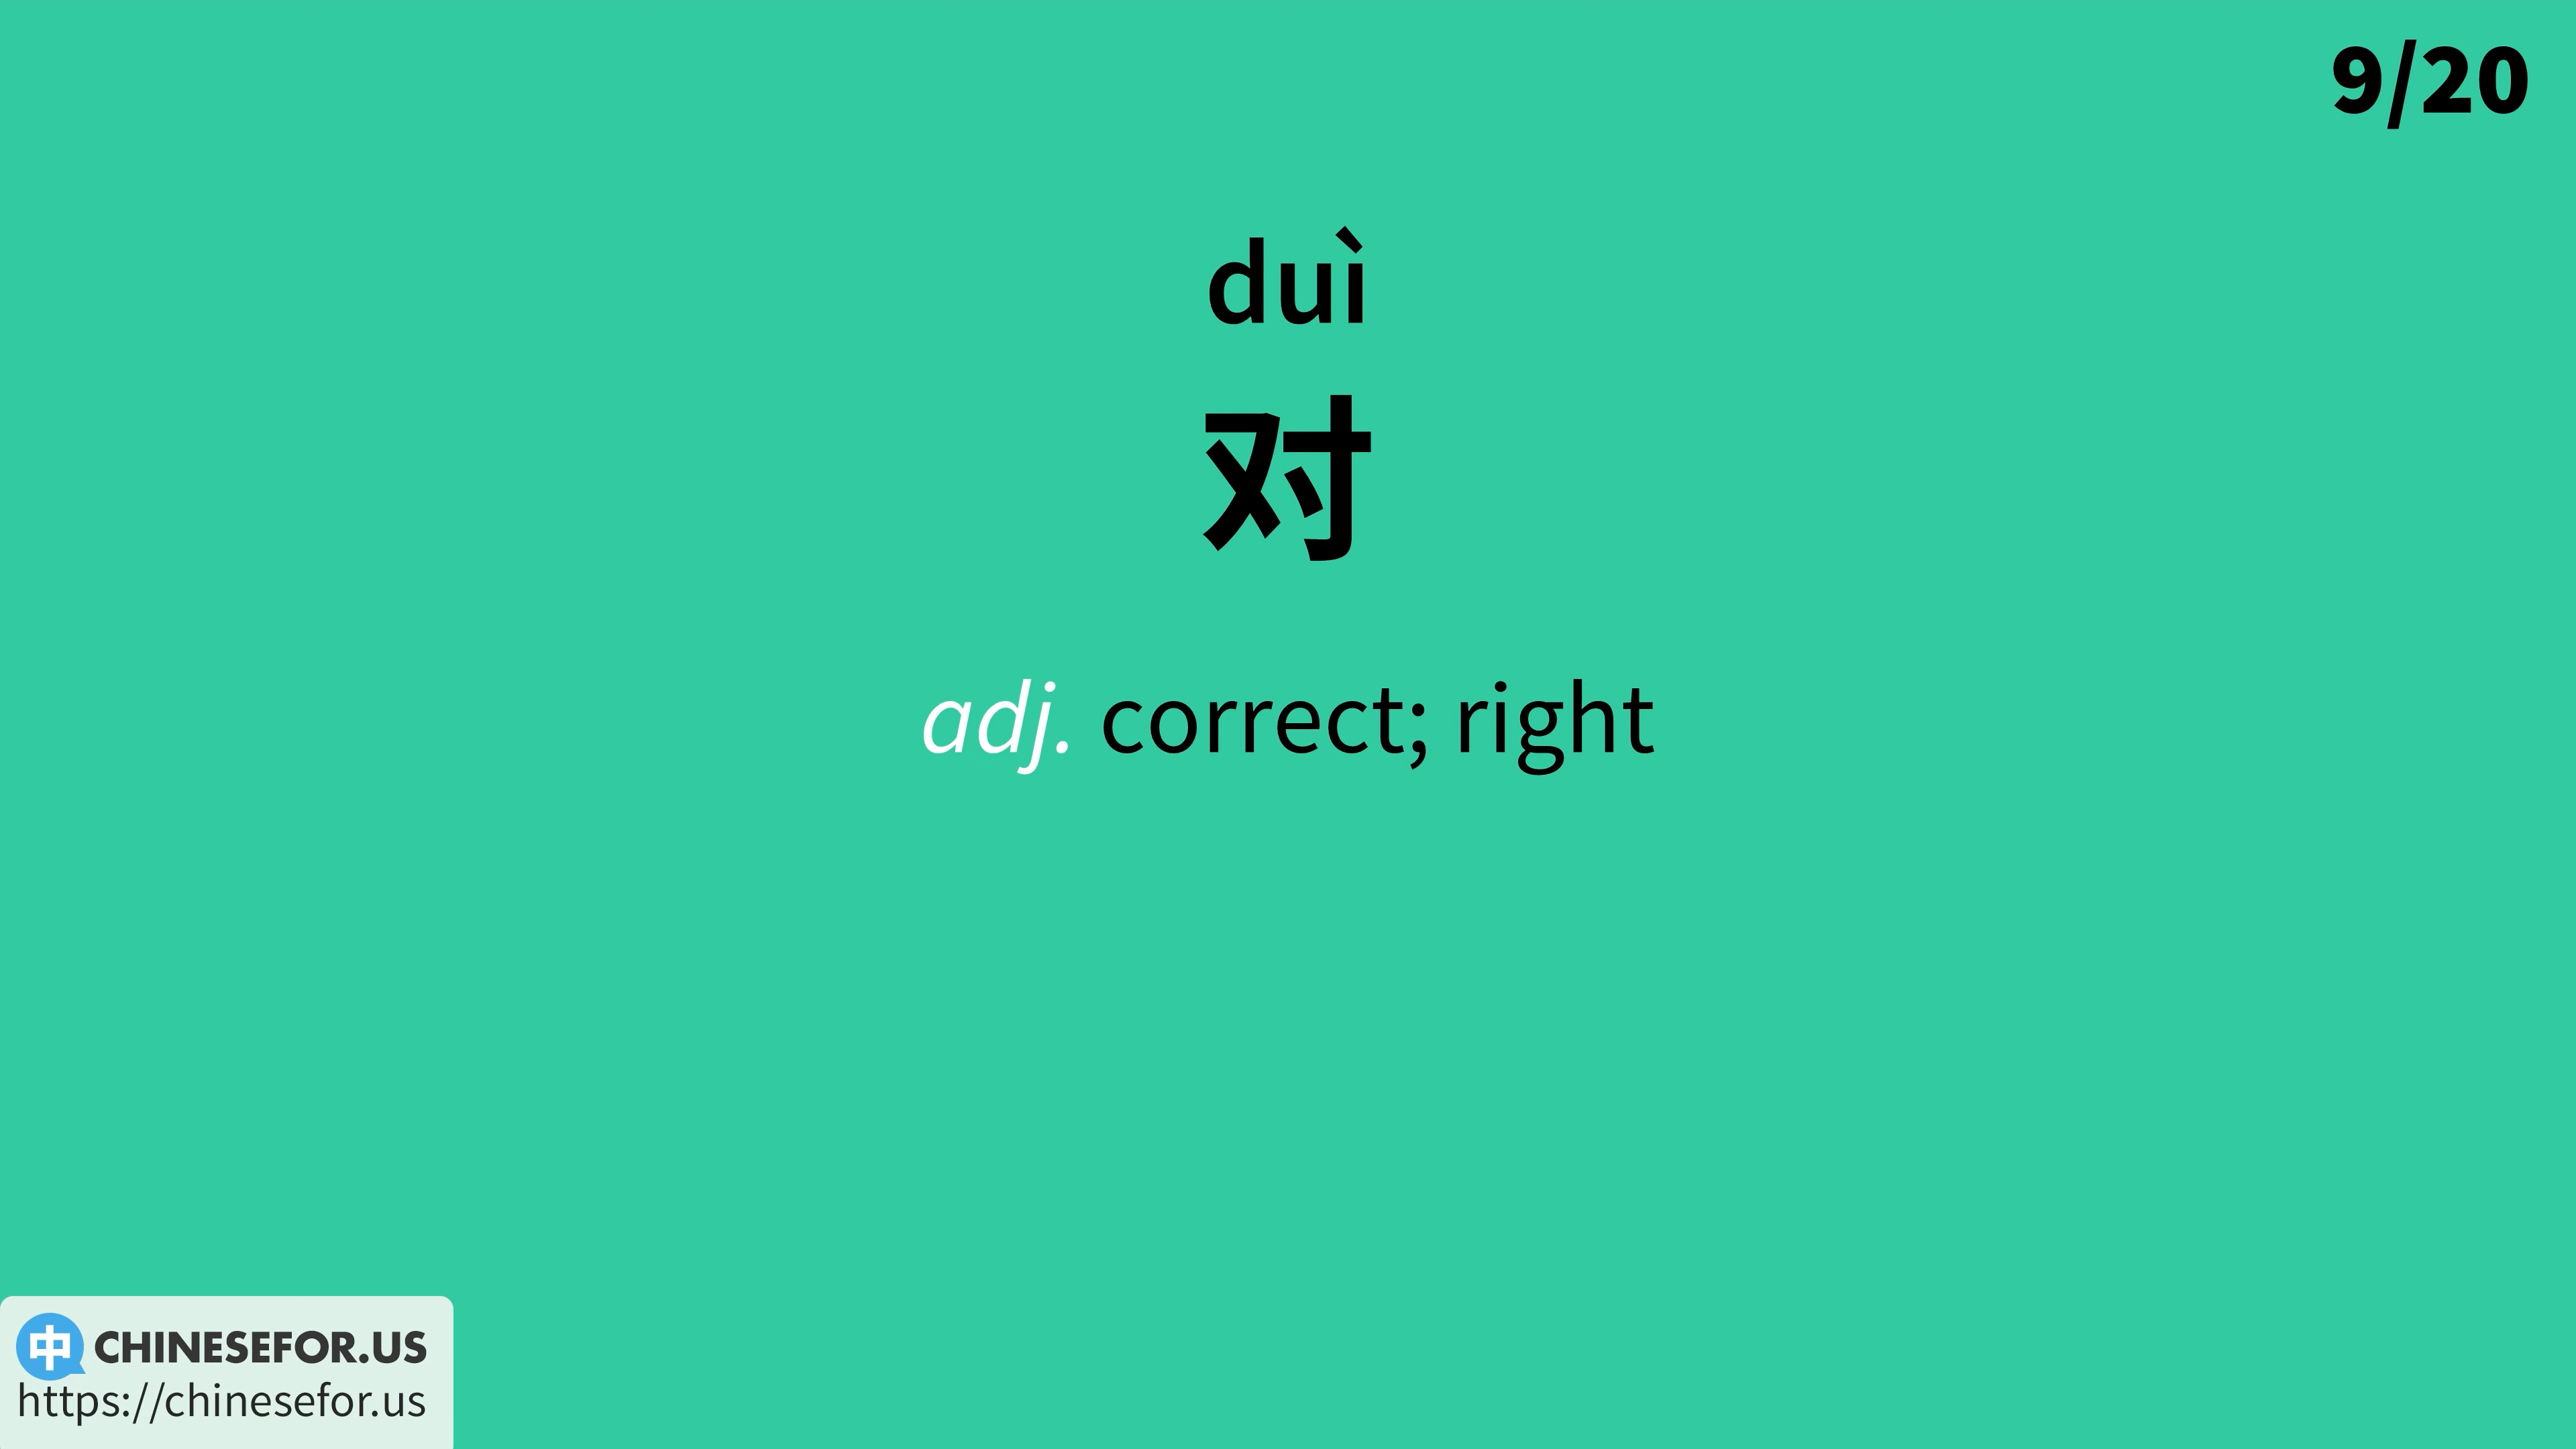 9/20
duì
对
adj. correct; right
中 CHINESEFOR.US
https://chinesefor.us